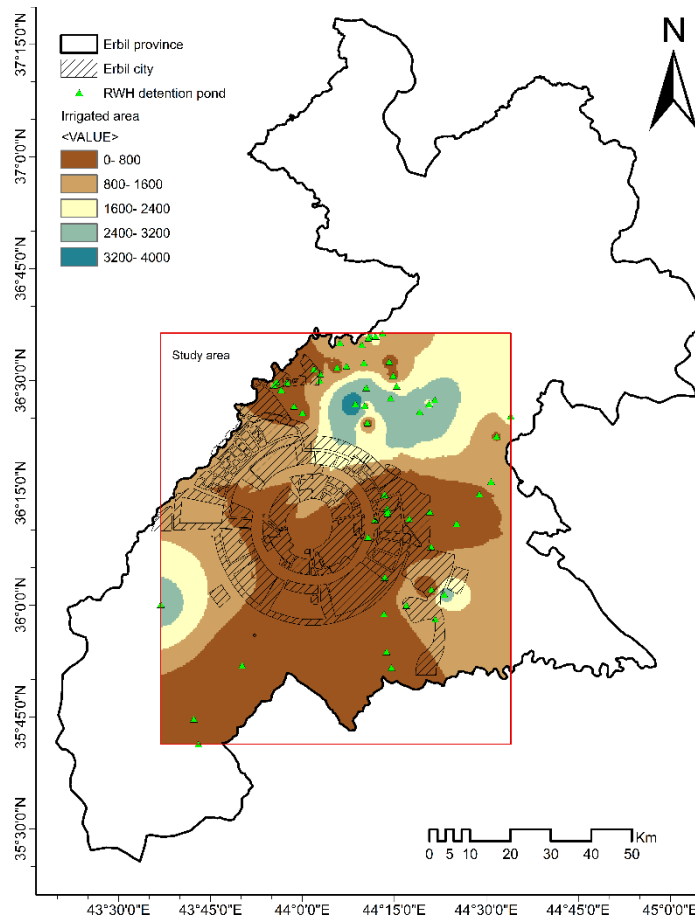 Erbil province
Erbil city
RWH detention pond
Irrigated area
<VALUE>
0- 800
800- 1600
1600- 2400
2400- 3200
3200- 4000
N
Study area
37°15'0"N
37°0'0"N
36°45'0"N
36°30'0"N
36°15'0"N
36°0'0"N
35°45'0"N
35°30'0"N
Km
0 5 10 20 30 40 50
43°30'0"E 43°45'0"E 44°0'0"E 44°15'0"E 44°30'0"E 44°45'0"E 45°0'0"E